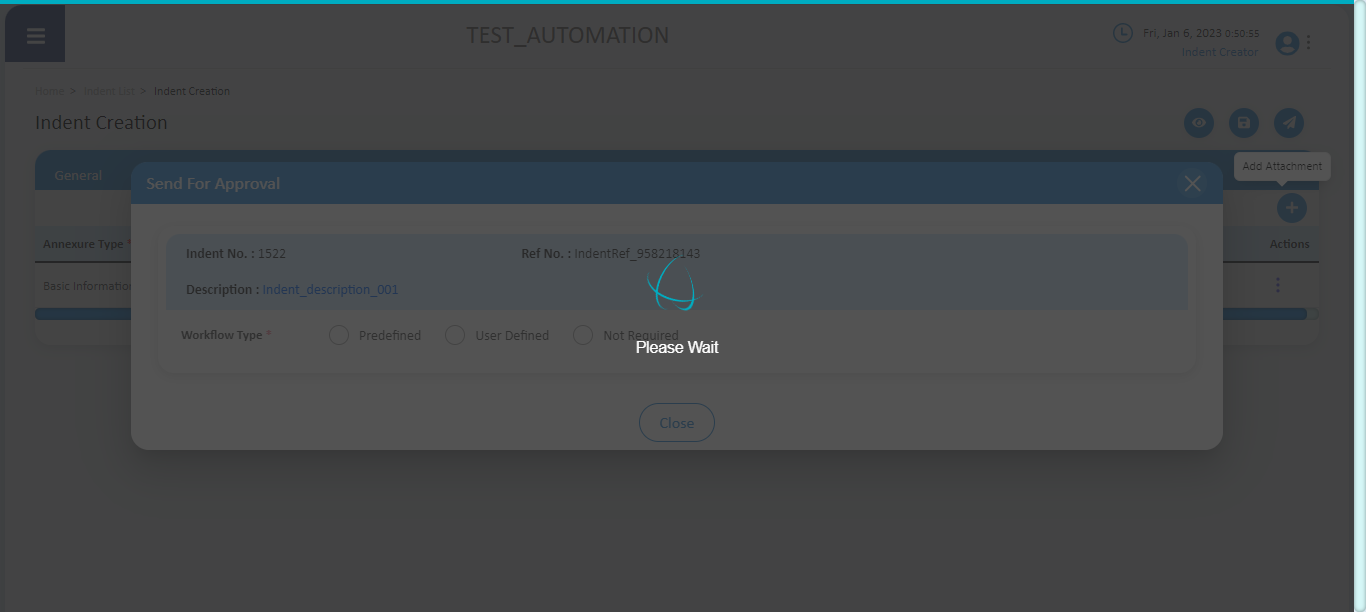 TEST_AUTOMATION
Fri, Jan 6, 2023 0:50:55
Indent Creator
Home > Indent List > Indent Creation
Indent Creation
General
Send For Approval
Add Attachment
Annexure Type *
Actions
Indent No. : 1522
Ref No. : IndentRef_958218143
Basic Information
Description : Indent_description_001
Workflow Type *
Predefined
User Defined
Not Required
Please Wait
Close